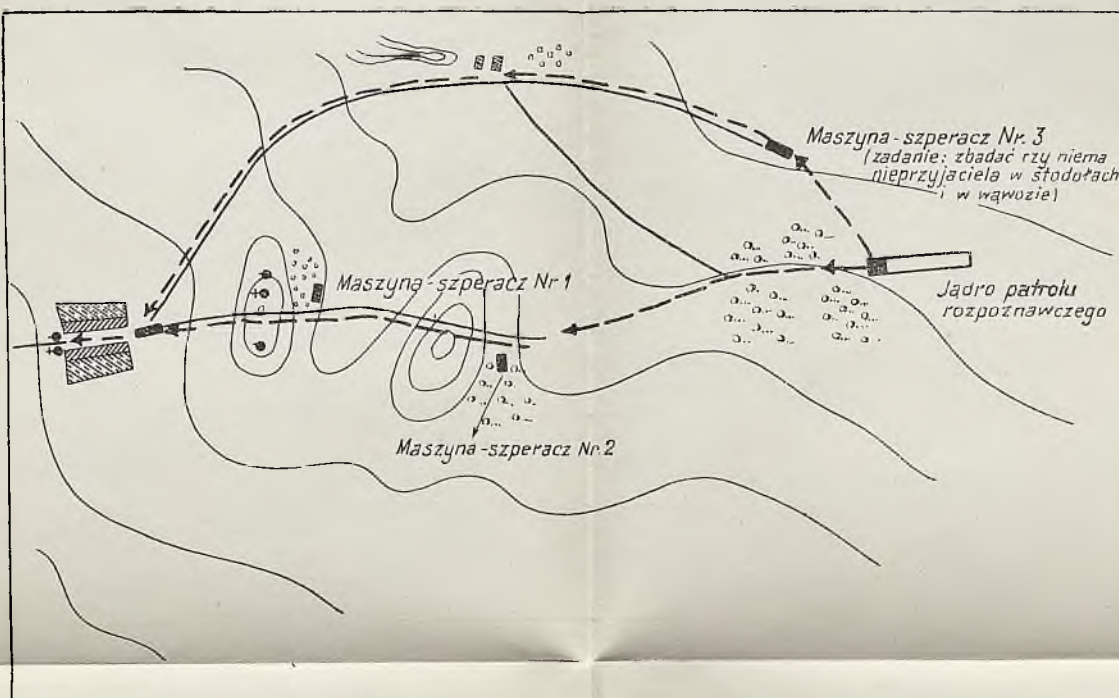 Maszyna-szperacz Nr. 3
(zadanie: zbadać rzy niema
nieprzyjaciela w stodołach
i w wąwozie)
Maszyna-szperacz Nr 1
Jądro patrolu
rozpoznawczego
Maszyna-szperacz Nr. 2